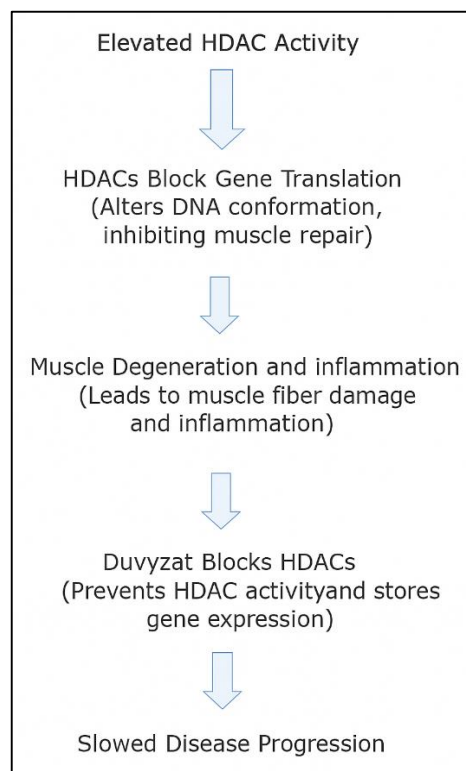 Elevated HDAC Activity
HDACs Block Gene Translation
(Alters DNA conformation,
inhibiting muscle repair)
Muscle Degeneration and inflammation
(Leads to muscle fiber damage
and inflammation)
Duvyzat Blocks HDACs
(Prevents HDAC activityand stores
gene expression)
Slowed Disease Progression